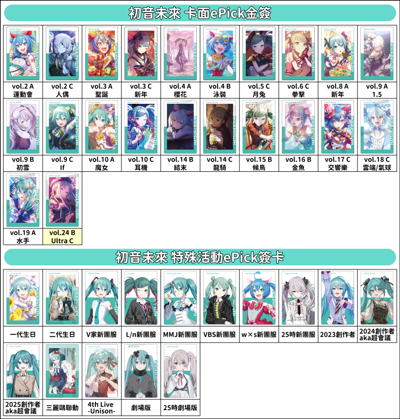 初音未來 卡面ePick金簽
vol.2 A vol.2 C vol.3 A vol.3 C vol.4 A vol.4 B vol.5 C vol.6 C vol.8 A vol.9 A
運動會 人偶 聖誕 新年 櫻花 泳裝 月兔 拳擊 新年 1.5
vol.9 B vol.9 C vol.10 A vol.10 C vol.14 B vol.14 C vol.15 B vol.16 B vol.17 C vol.18 C
初雲 If 魔女 耳機 結末 龍騎 候鳥 金魚 交響樂 雲端/氣球
vol.19 A vol.24 B
水手 Ultra C
初音未來 特殊活動ePick簽卡
一代生日 二代生日 V家新團服 L/n新團服 MMJ新團服 VBS新團服 w×s新團服 25時新團服 2023創作者 2024創作者
aka超會議
2025創作者 三麗鷗聯動 4th Live 劇場版 25時劇場版
aka超會議 -Unison-